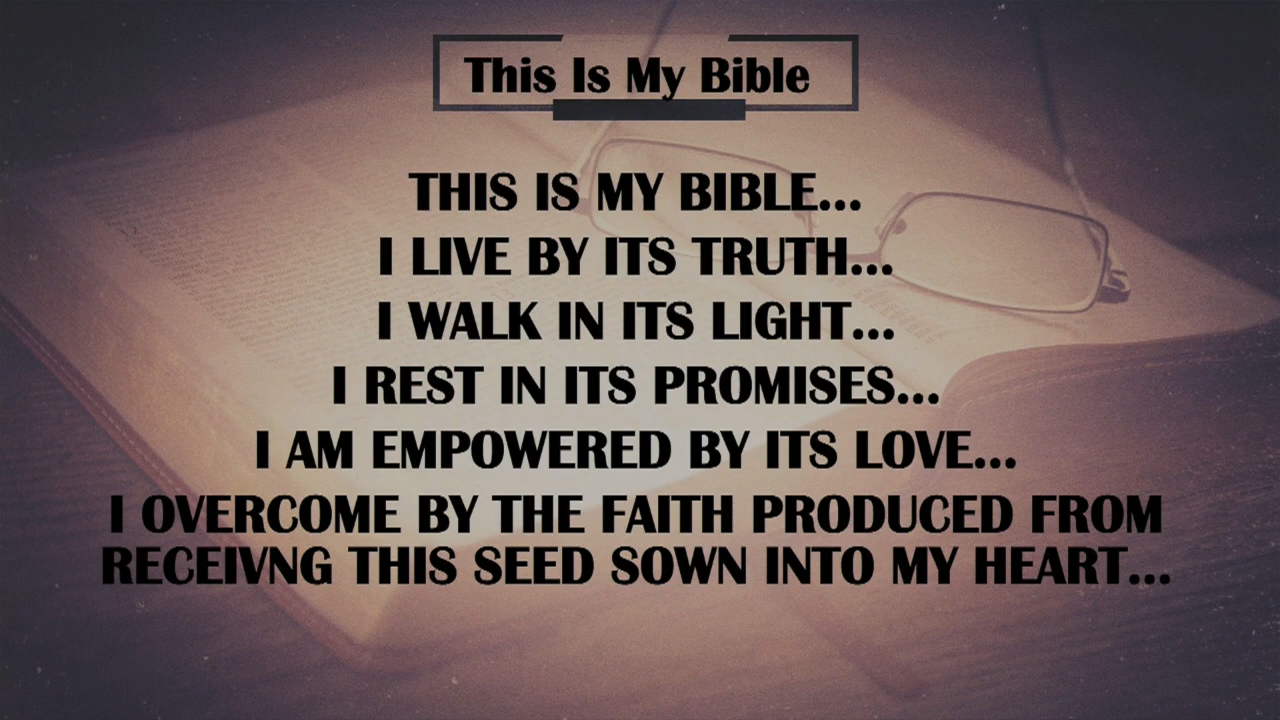 This Is My Bible
THIS IS MY BIBLE...
I LIVE BY ITS TRUTH...
I WALK IN ITS LIGHT...
I REST IN ITS PROMISES...
I AM EMPOWERED BY ITS LOVE...
I OVERCOME BY THE FAITH PRODUCED FROM
RECEIVNG THIS SEED SOWN INTO MY HEART...